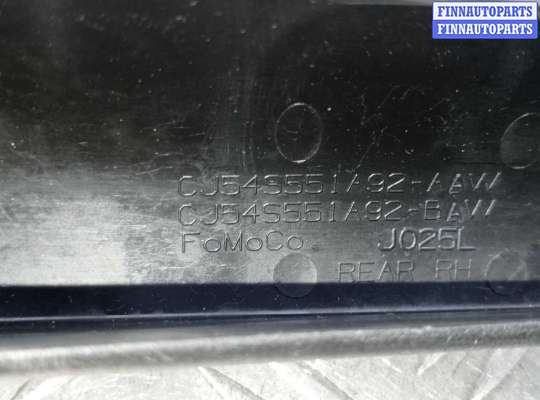 FINNAUTOPARTS
FINNAUTOPARTS
CJ54S551A92-AAW
CJ54S551A92-BAW
FoMoCo. J025L
REAR RH